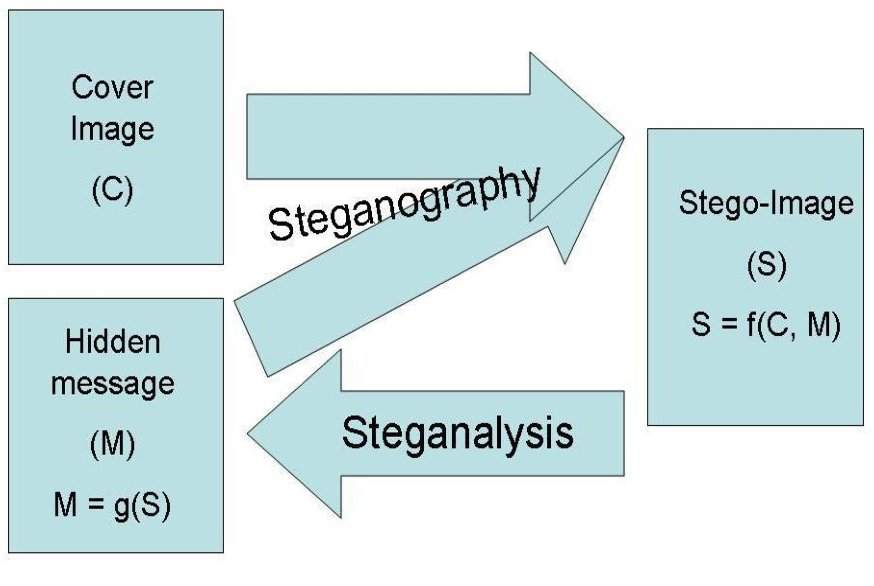 Cover
Image
(C)
Steganography
Stego-Image
(S)
S = f(C, M)
Hidden
message
(M)
M = g(S)
Steganalysis